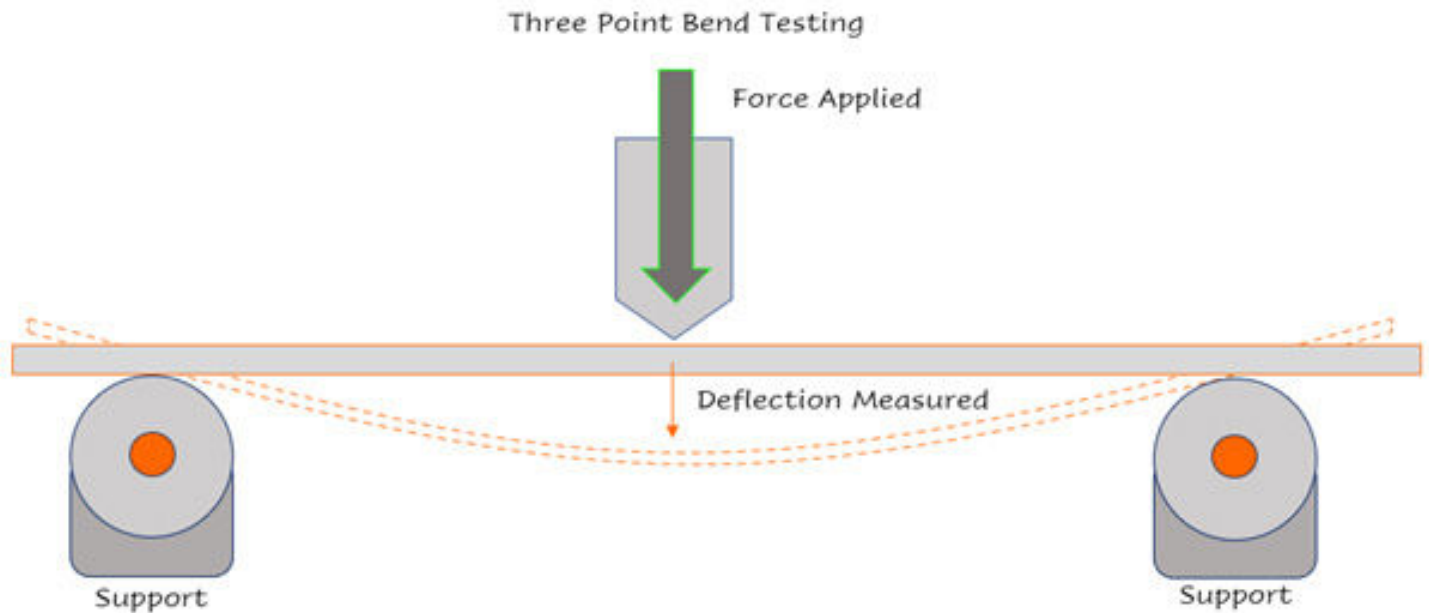 Three Point Bend Testing
Force Applied
Deflection Measured
Support
Support